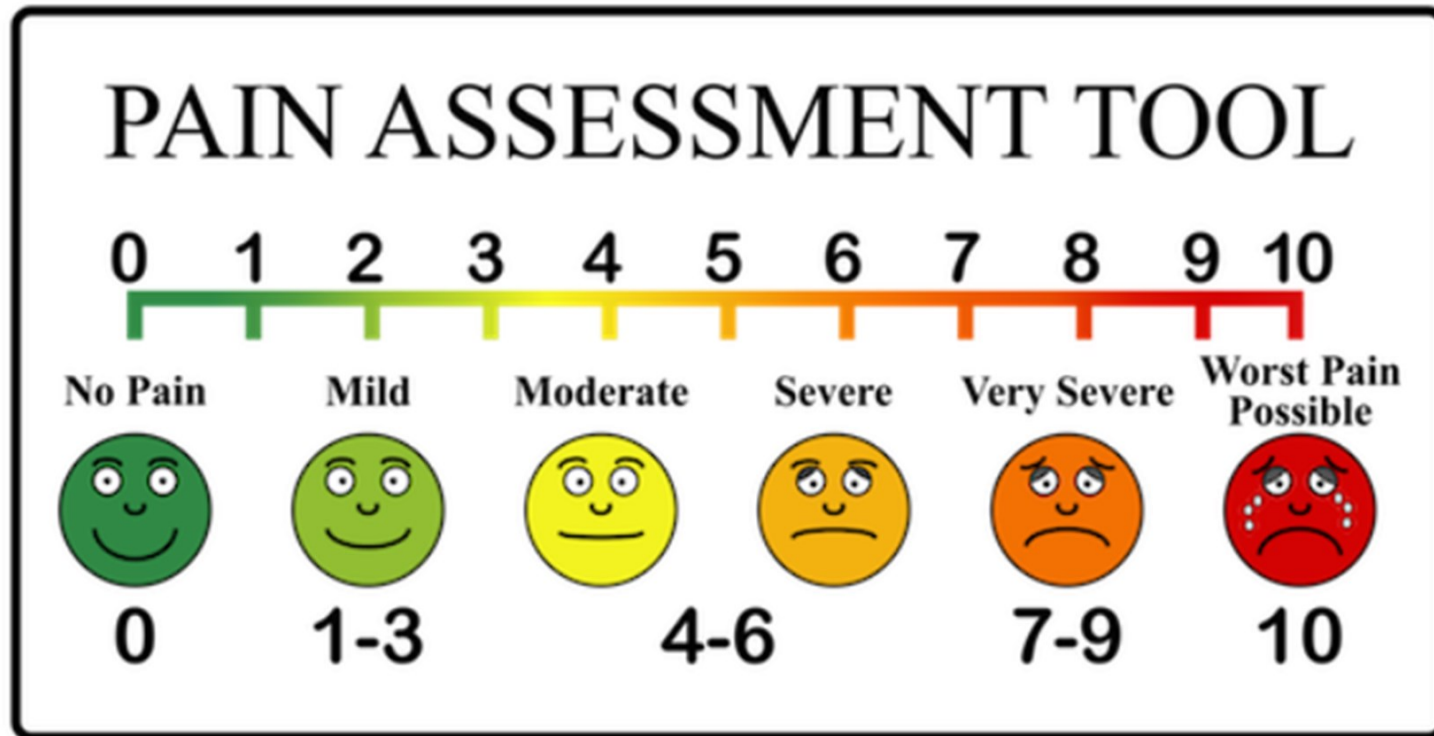 PAIN ASSESSMENT TOOL
0 1 2 3 4 5 6 7 8 9 10
No Pain Mild Moderate Severe Very Severe Worst Pain Possible
0 1-3 4-6 7-9 10